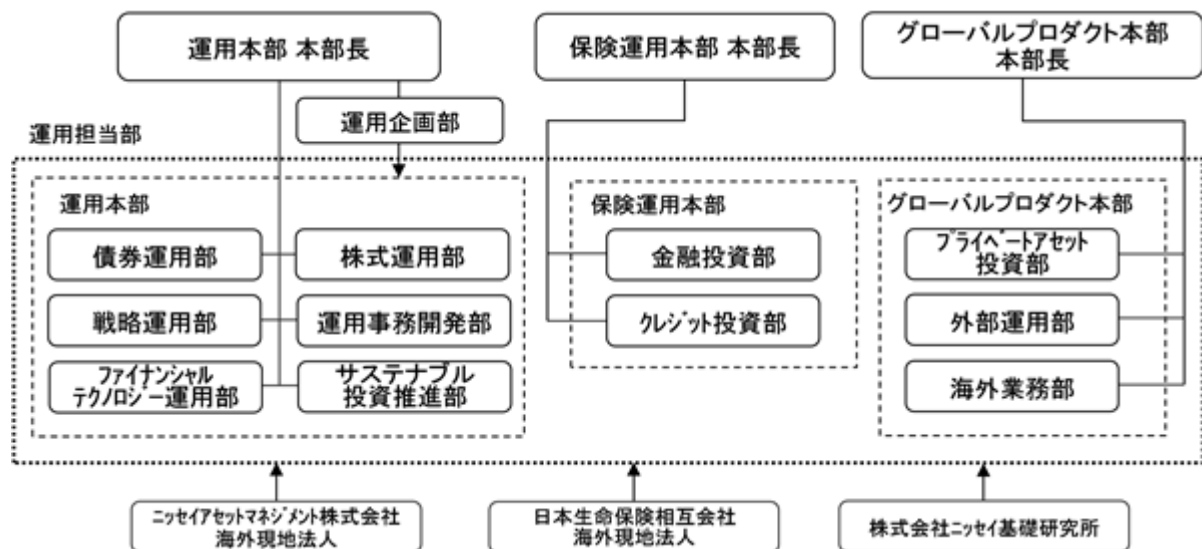 運用本部 本部長
保険運用本部 本部長
グローバルプロダクト本部
本部長
運用企画部
運用担当部
運用本部
債券運用部
株式運用部
戦略運用部
運用事務開発部
ファイナンシャル
テクノロジー運用部
サステナブル
投資推進部
保険運用本部
金融投資部
クレジット投資部
グローバルプロダクト本部
プライベートアセット
投資部
外部運用部
海外業務部
ニッセイアセットマネジメント株式会社
海外現地法人
日本生命保険相互会社
海外現地法人
株式会社ニッセイ基礎研究所